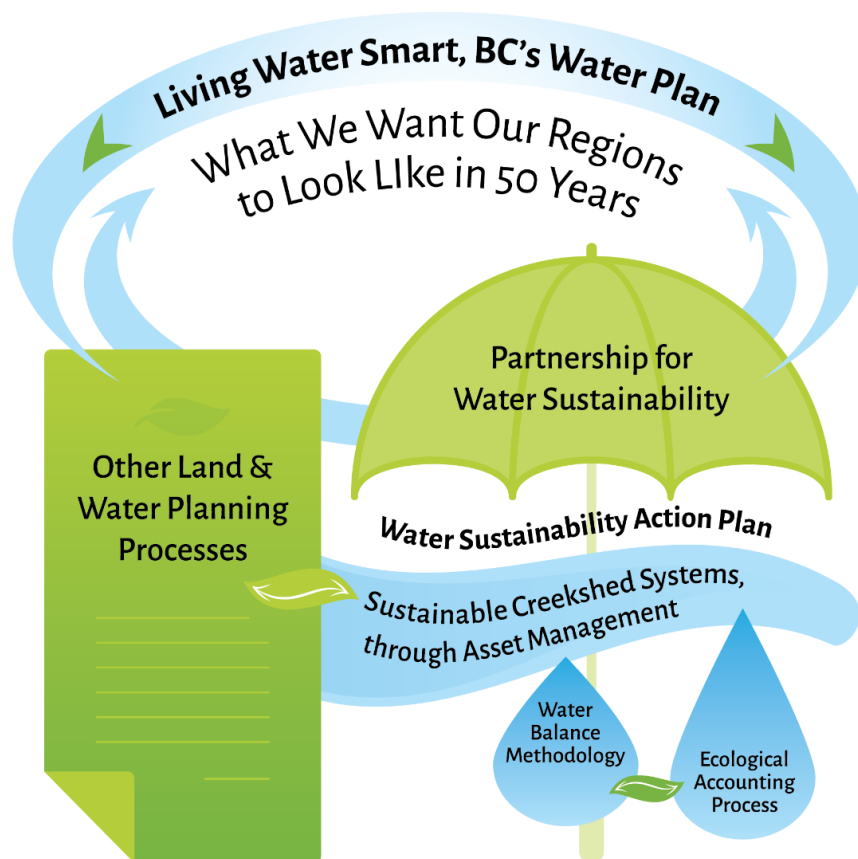 Living Water Smart, BC's Water Plan
What We Want Our Regions
to Look LIke in 50 Years
Partnership for
Water Sustainability
Other Land &
Water Planning
Processes
Water Sustainability Action Plan
Sustainable Creekshed Systems,
through Asset Management
Water
Balance
Methodology
Ecological
Accounting
Process